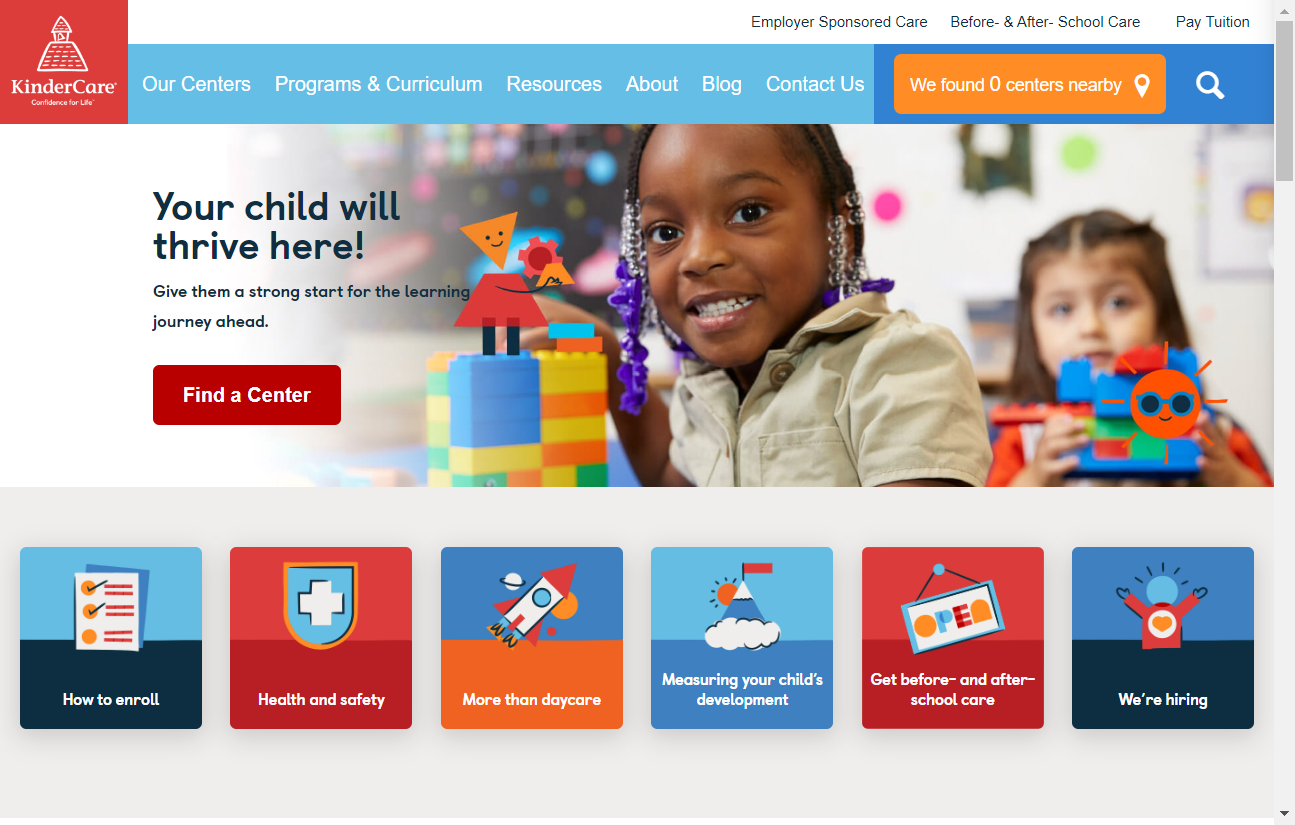 Employer Sponsored Care
Before- & After- School Care
Pay Tuition
KinderCare
Confidence for Life
Our Centers
Programs & Curriculum
Resources
About
Blog
Contact Us
We found 0 centers nearby
Your child will
thrive here!
Give them a strong start for the learning
journey ahead.
Find a Center
OPEN
How to enroll
Health and safety
More than daycare
Measuring your child's
development
Get before- and after-
school care
We're hiring